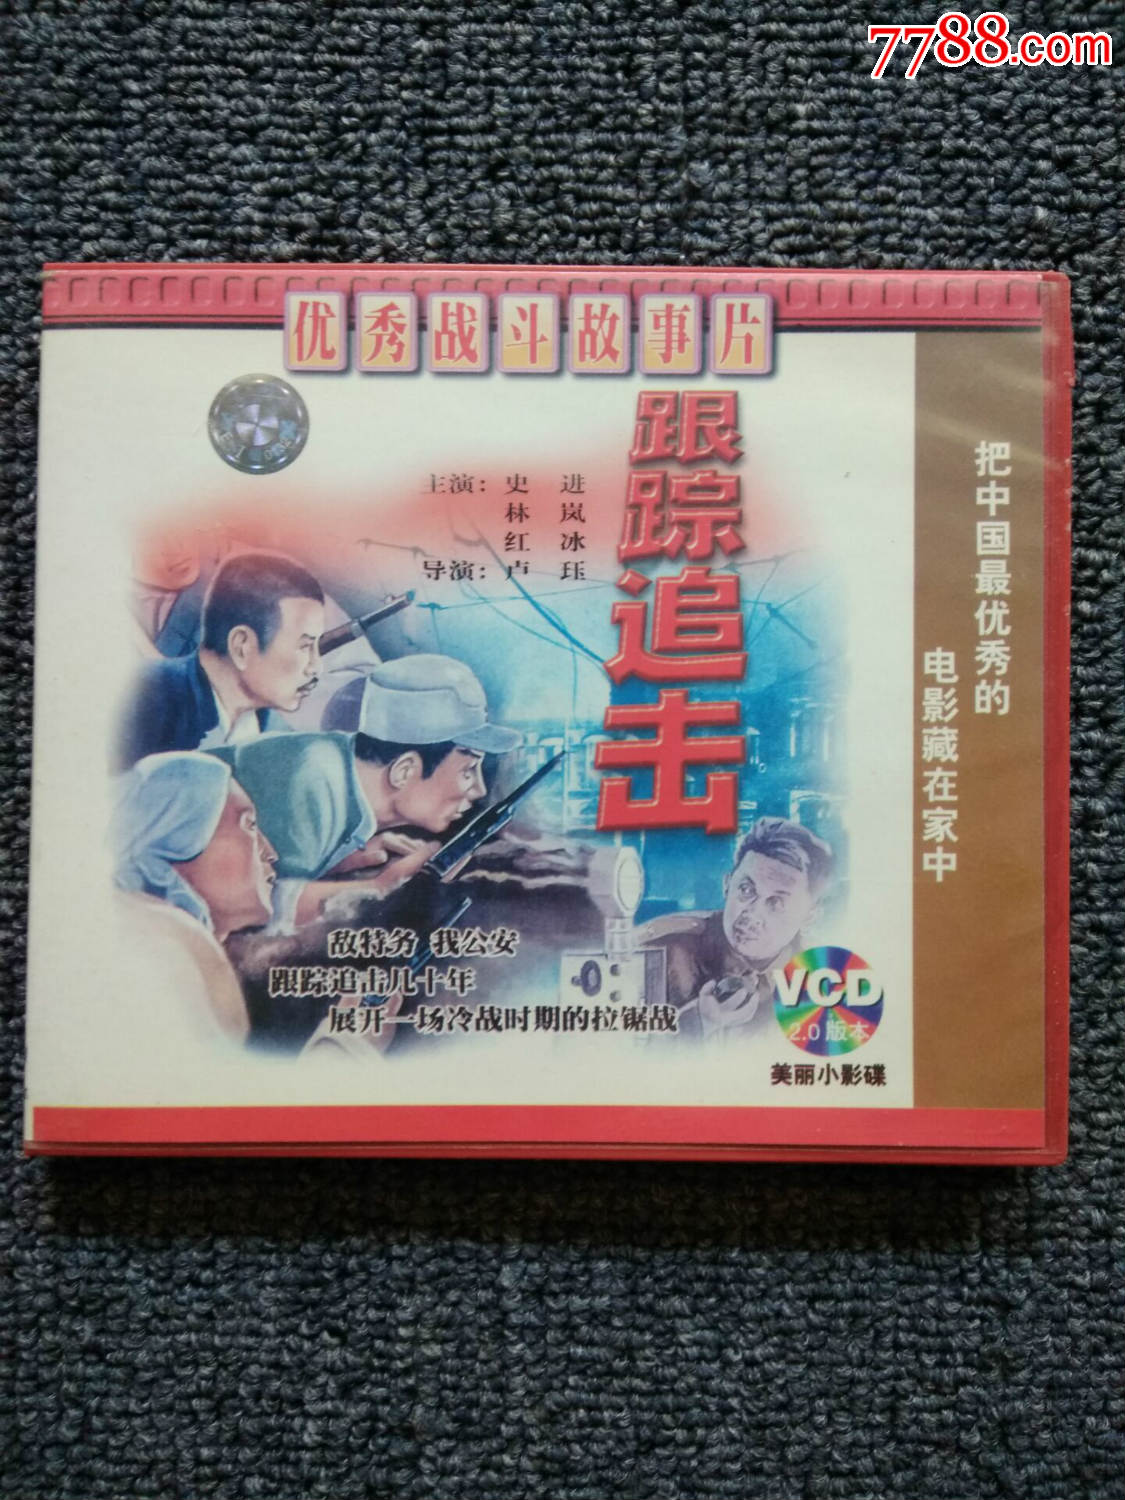 7788.com
优秀战斗故事片
跟踪追击
主演：史 进
林 岚
红 冰
导演：卢 珏
把中国最优秀的
电影藏在家中
敌特务 我公安
跟踪追击几十年
展开一场冷战时期的拉锯战
VCD
2.0版本
美丽小影碟